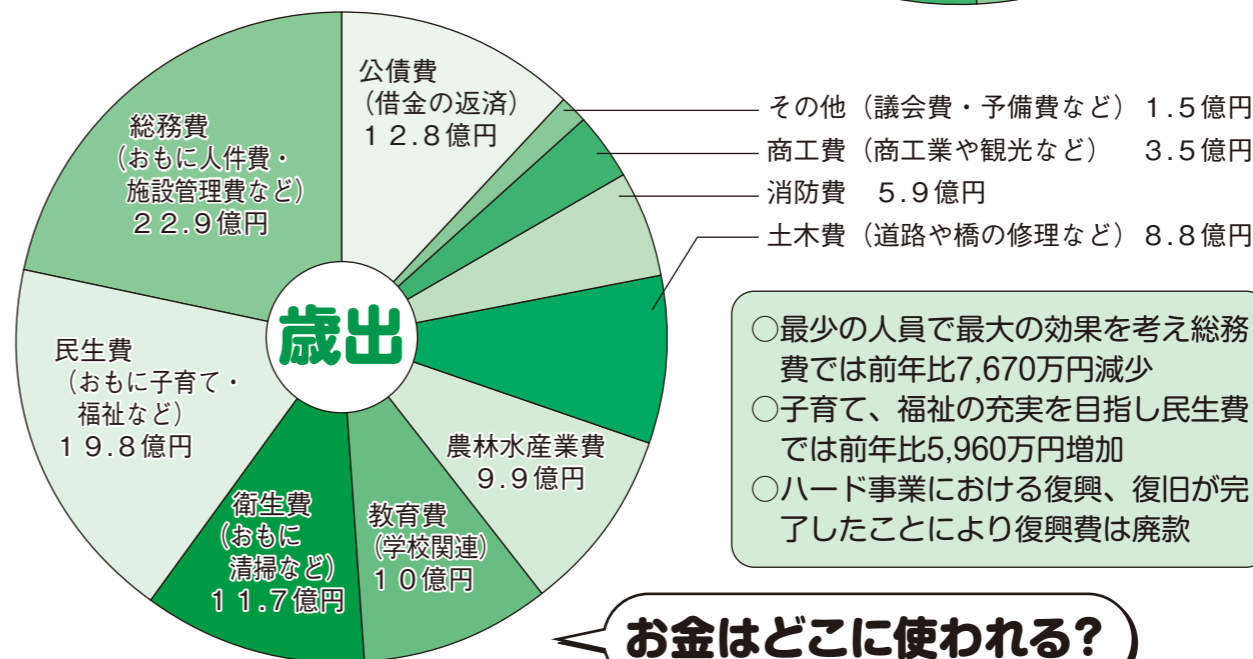 公債費
(借金の返済)
12.8億円
その他(議会費・予備費など) 1.5億円
商工費(商工業や観光など) 3.5億円
消防費 5.9億円
土木費(道路や橋の修理など) 8.8億円
農林水産業費
9.9億円
教育費
(学校関連)
10億円
衛生費
(おもに
清掃など)
11.7億円
民生費
(おもに子育て・
福祉など)
19.8億円
総務費
(おもに人件費・
施設管理費など)
22.9億円
歳出
○最少の人員で最大の効果を考え総務
費では前年比7,670万円減少
○子育て、福祉の充実を目指し民生費
では前年比5,960万円増加
○ハード事業における復興、復旧が完
了したことにより復興費は廃款
お金はどこに使われる?